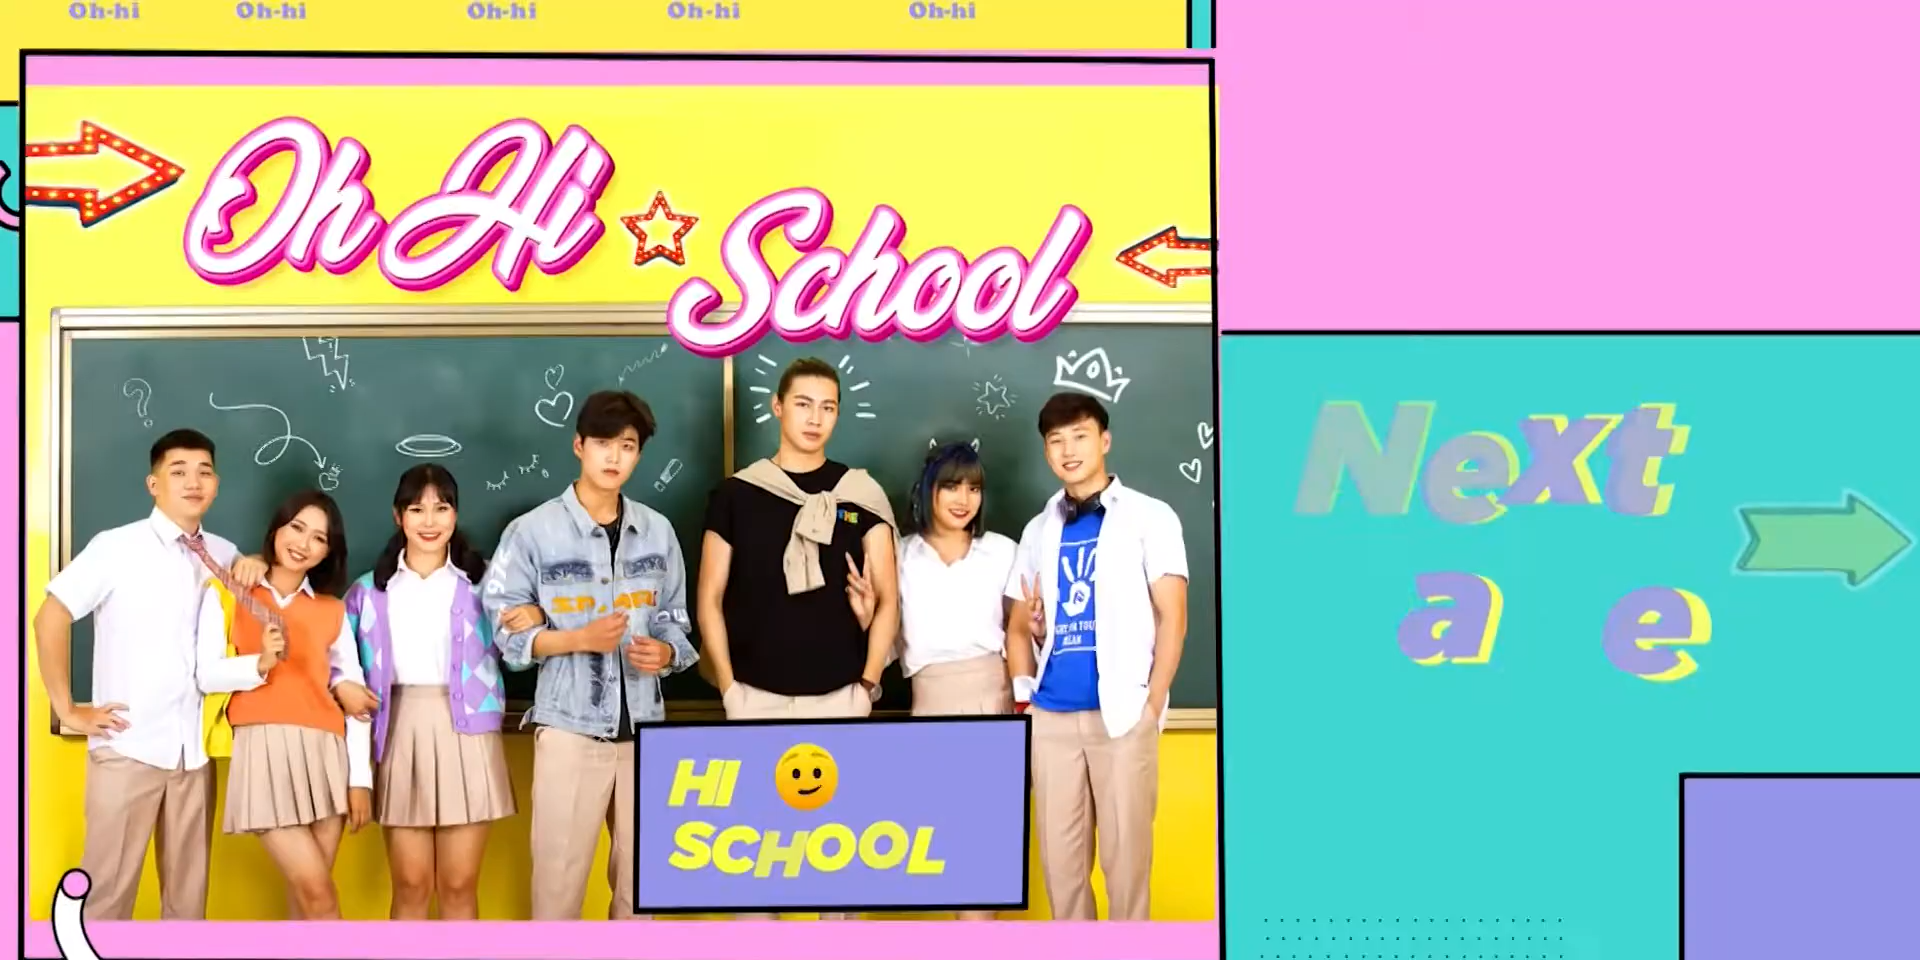 Oh-hi Oh-hi Oh-hi Oh-hi Oh-hi
Oh Hi
School
HI
SCHOOL
Next
a e